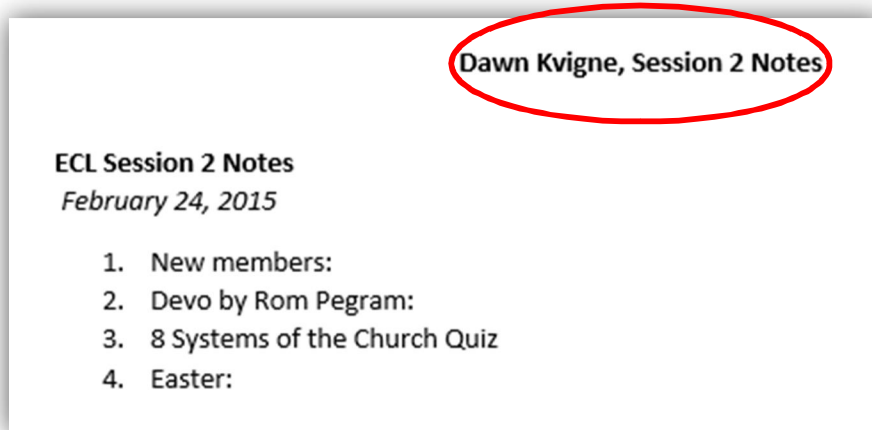 Dawn Kvigne, Session 2 Notes
ECL Session 2 Notes
February 24, 2015
1. New members:
2. Devo by Rom Pegram:
3. 8 Systems of the Church Quiz
4. Easter: